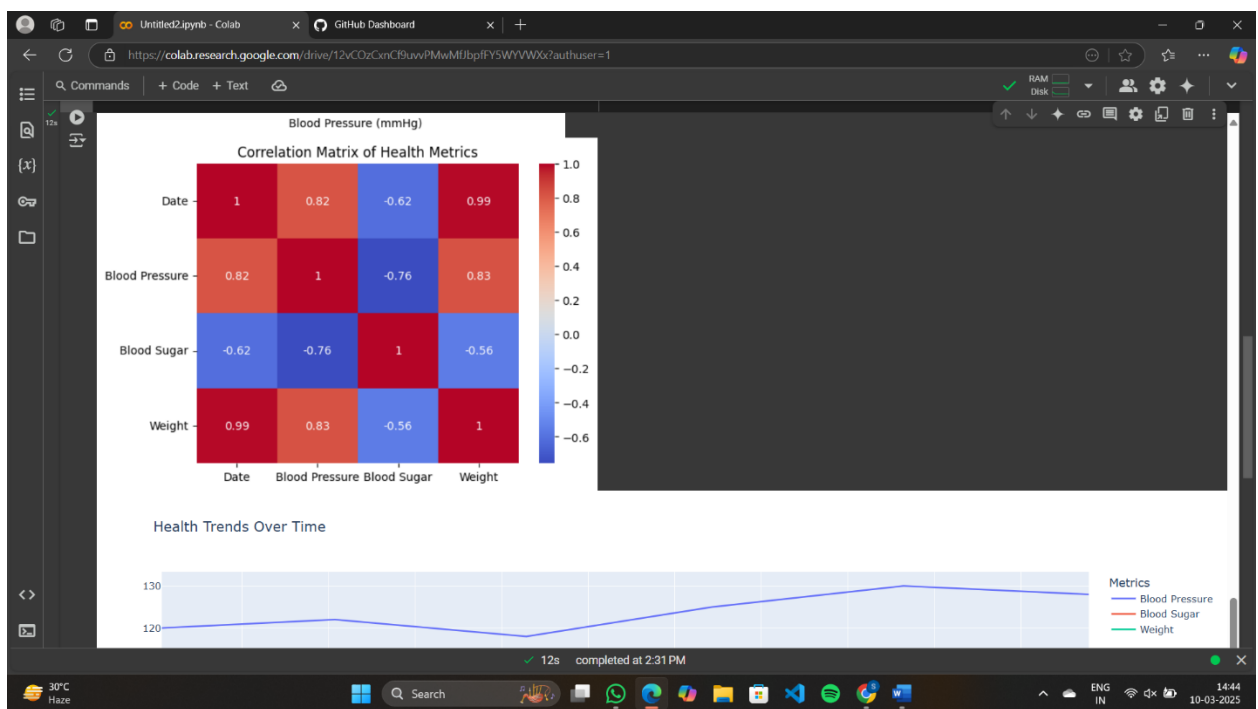 Untitled2.ipynb - Colab
GitHub Dashboard
https://colab.research.google.com/drive/12vCOzCxnCf9uvvPMwMfJbpfFY5WYVWXx?authuser=1
Commands + Code + Text
RAM
Disk
12s
{x}
Blood Pressure (mmHg)
Correlation Matrix of Health Metrics
Date 1 0.82 -0.62 0.99
Blood Pressure 0.82 1 -0.76 0.83
Blood Sugar -0.62 -0.76 1 -0.56
Weight 0.99 0.83 -0.56 1
Date Blood Pressure Blood Sugar Weight
1.0
0.8
0.6
0.4
0.2
0.0
−0.2
−0.4
−0.6
Health Trends Over Time
130
120
Metrics
Blood Pressure
Blood Sugar
Weight
12s completed at 2:31 PM
30°C
Haze
Search
ENG
IN
14:44
10-03-2025